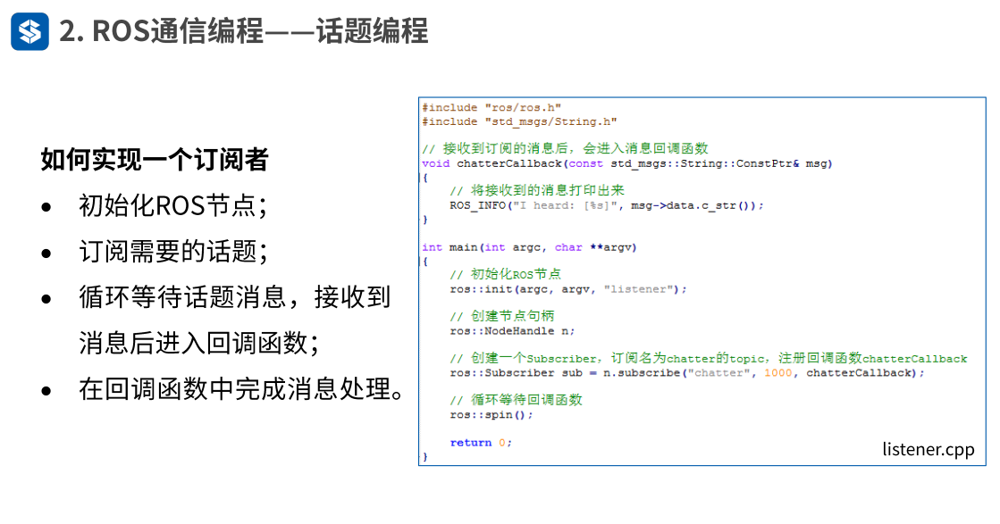 2. ROS通信编程——话题编程
如何实现一个订阅者
• 初始化ROS节点；
• 订阅需要的话题；
• 循环等待话题消息，接收到
消息后进入回调函数；
• 在回调函数中完成消息处理。
#include "ros/ros.h"
#include "std_msgs/String.h"
// 接收到订阅的消息后，会进入消息回调函数
void chatterCallback(const std_msgs::String::ConstPtr& msg)
{
// 将接收到的消息打印出来
ROS_INFO("I heard: [%s]", msg->data.c_str());
}
int main(int argc, char **argv)
{
// 初始化ROS节点
ros::init(argc, argv, "listener");
// 创建节点句柄
ros::NodeHandle n;
// 创建一个Subscriber，订阅名为chatter的topic，注册回调函数chatterCallback
ros::Subscriber sub = n.subscribe("chatter", 1000, chatterCallback);
// 循环等待回调函数
ros::spin();
return 0;
}
listener.cpp